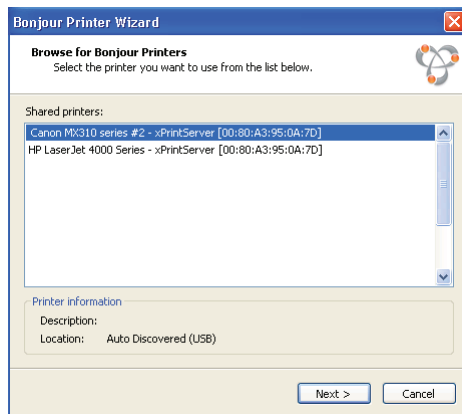 Bonjour Printer Wizard
Browse for Bonjour Printers
Select the printer you want to use from the list below.
Shared printers:
Canon MX310 series #2 - xPrintServer [00:80:A3:95:0A:7D]
HP LaserJet 4000 Series - xPrintServer [00:80:A3:95:0A:7D]
Printer information
Description:
Location: Auto Discovered (USB)
Next > Cancel